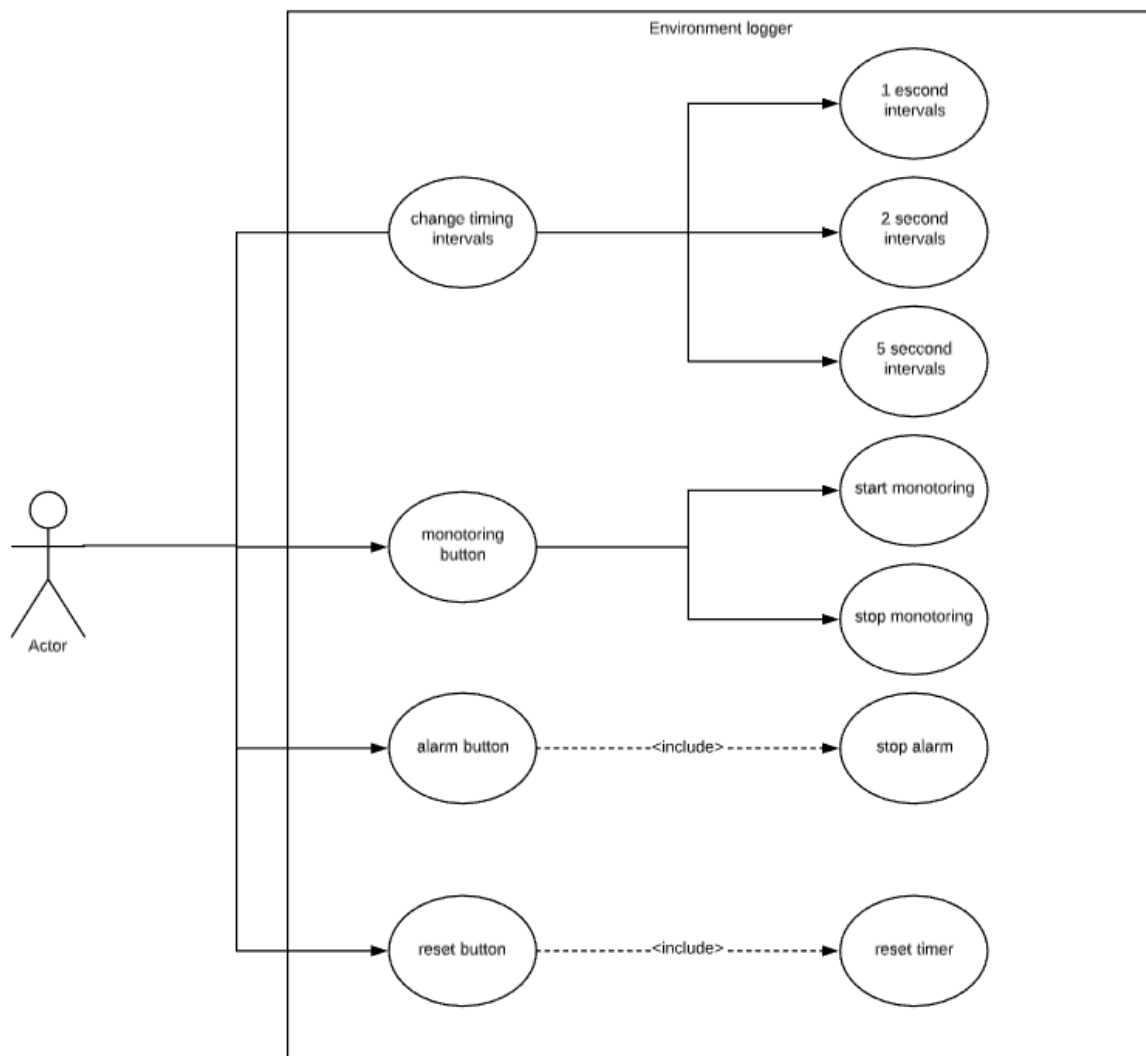 Environment logger
1 escond
intervals
change timing
intervals
2 second
intervals
5 seccond
intervals
monotoring
button
start monotoring
stop monotoring
Actor
alarm button
<include>
stop alarm
reset button
<include>
reset timer